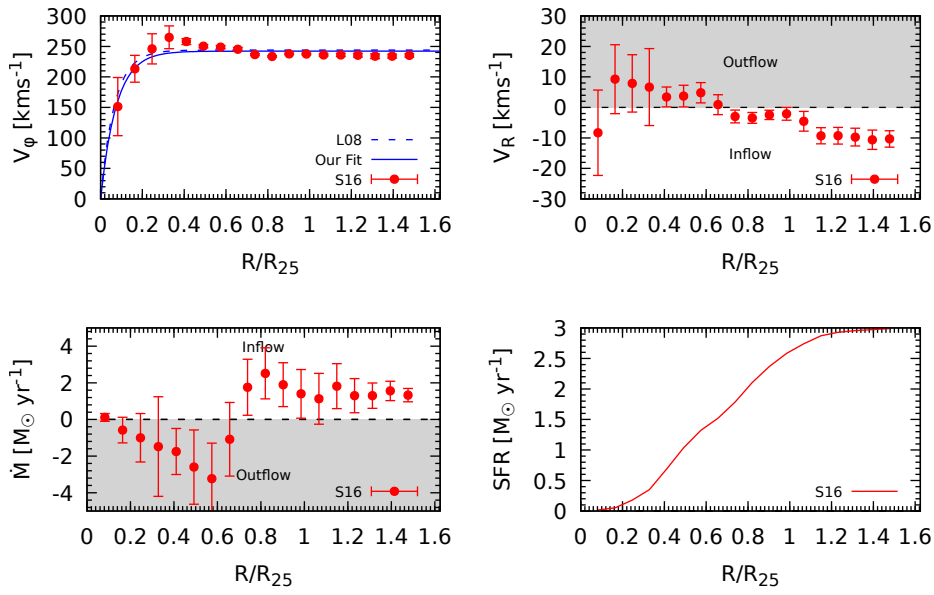 300
250
200
150
100
50
0
V_φ [kms⁻¹]
L08
Our Fit
S16
0 0.2 0.4 0.6 0.8 1 1.2 1.4 1.6
R/R₂₅
30
20
10
0
-10
-20
-30
V_R [kms⁻¹]
Outflow
Inflow
S16
0 0.2 0.4 0.6 0.8 1 1.2 1.4 1.6
R/R₂₅
4
2
0
-2
-4
Ṁ [M_⊙ yr⁻¹]
Inflow
Outflow
S16
0 0.2 0.4 0.6 0.8 1 1.2 1.4 1.6
R/R₂₅
3
2.5
2
1.5
1
0.5
0
SFR [M_⊙ yr⁻¹]
S16
0 0.2 0.4 0.6 0.8 1 1.2 1.4 1.6
R/R₂₅